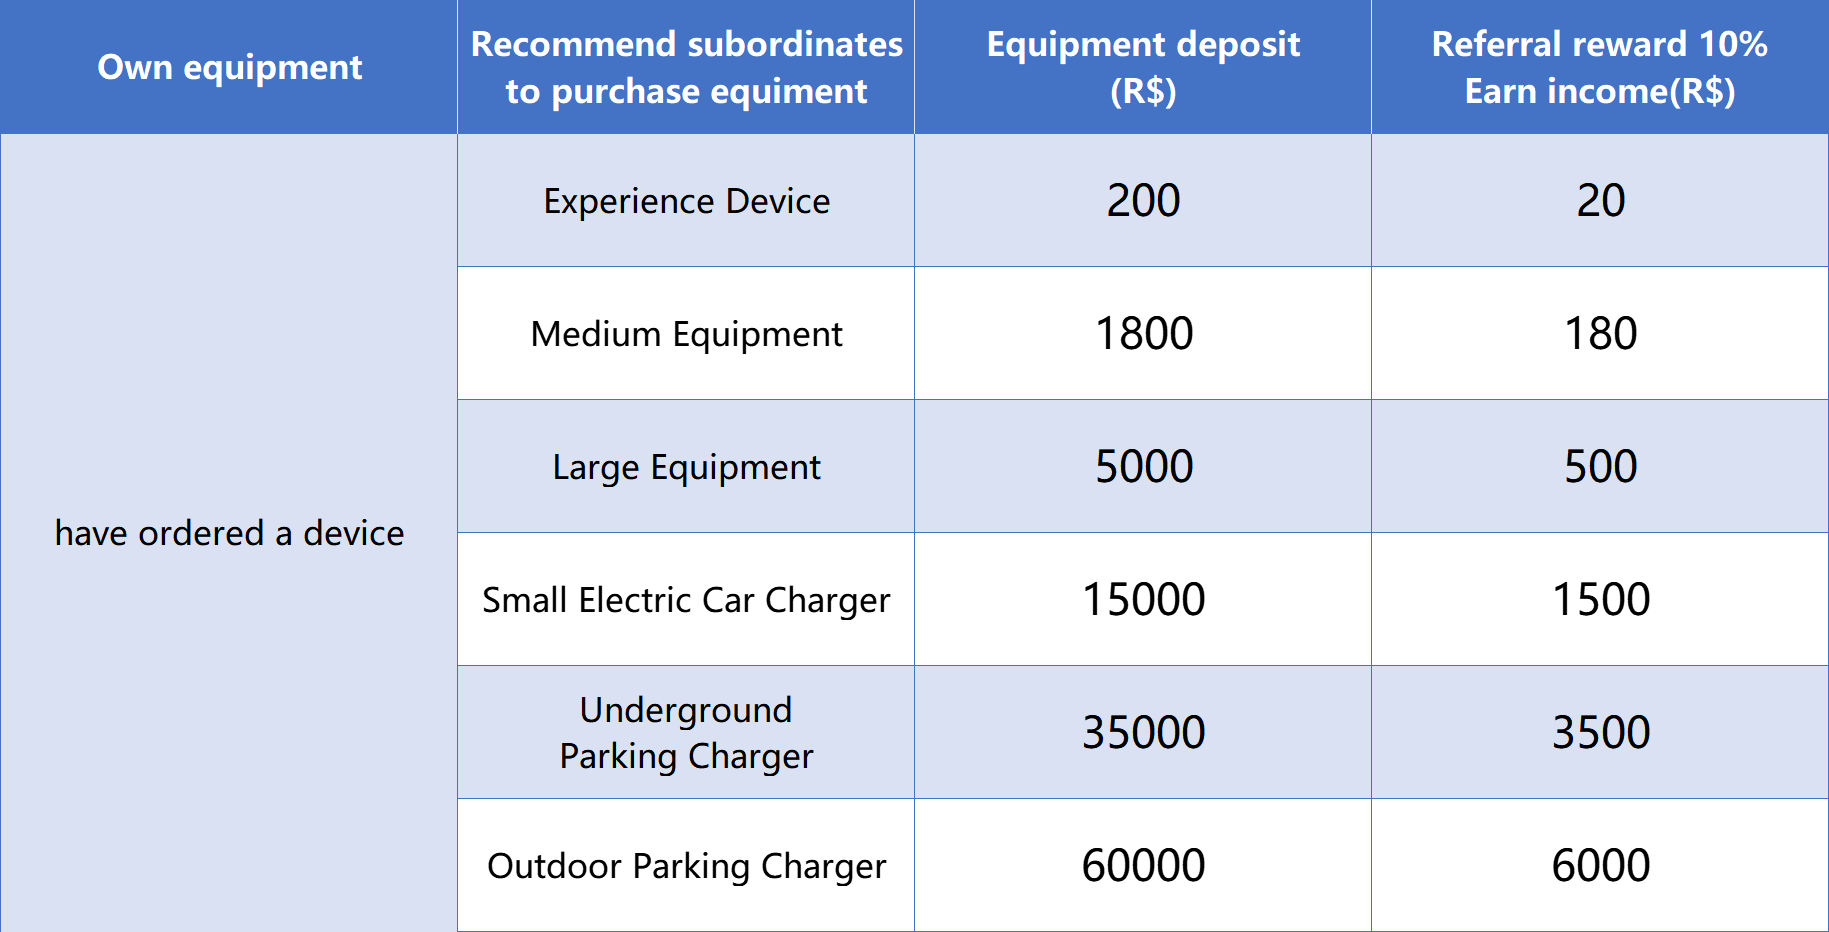 Own equipment
Recommend subordinates
to purchase equiment
Equipment deposit
(R$)
Referral reward 10%
Earn income(R$)
have ordered a device
Experience Device
200
20
Medium Equipment
1800
180
Large Equipment
5000
500
Small Electric Car Charger
15000
1500
Underground
Parking Charger
35000
3500
Outdoor Parking Charger
60000
6000